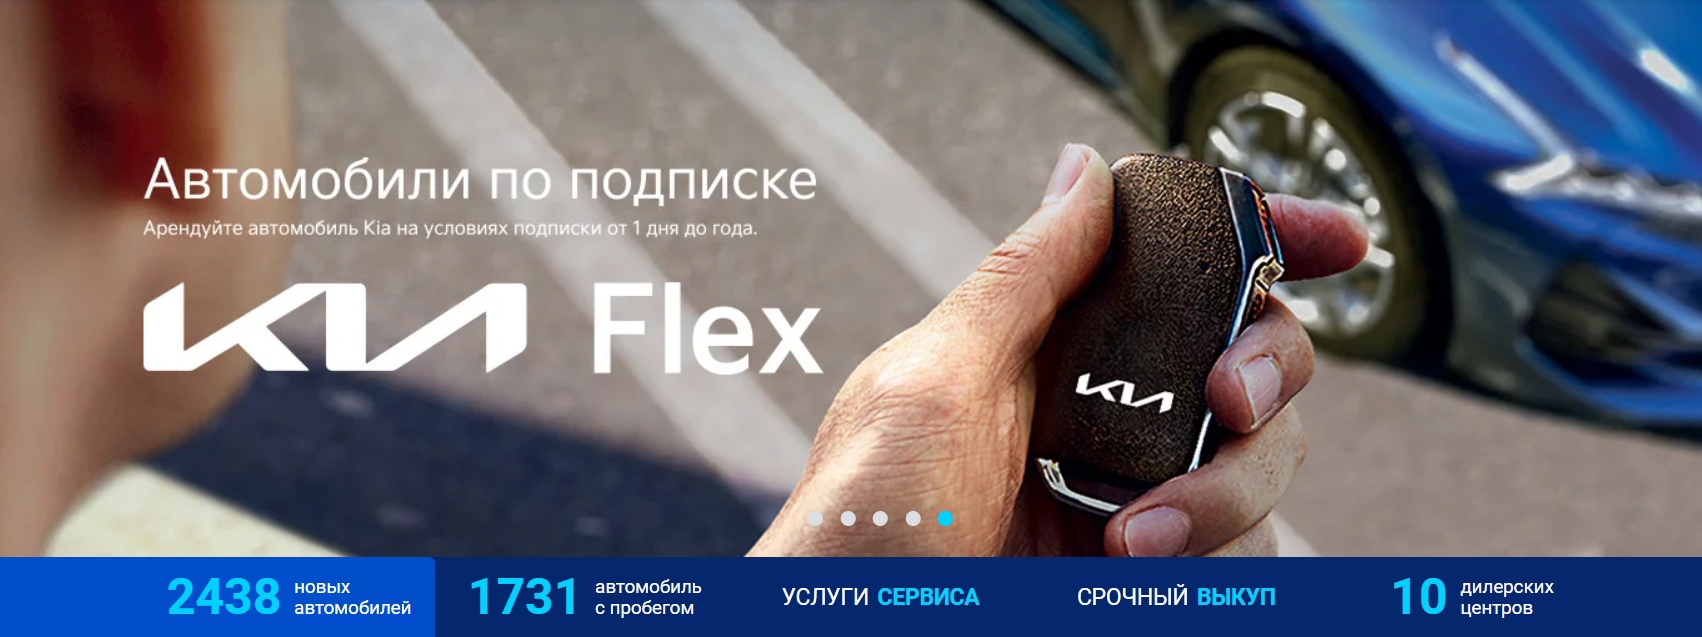 Автомобили по подписке
Арендуйте автомобиль Kia на условиях подписки от 1 дня до года.
KIA Flex
KIA
2438 новых
автомобилей
1731 автомобиль
с пробегом
УСЛУГИ СЕРВИСА
СРОЧНЫЙ ВЫКУП
10 дилерских
центров